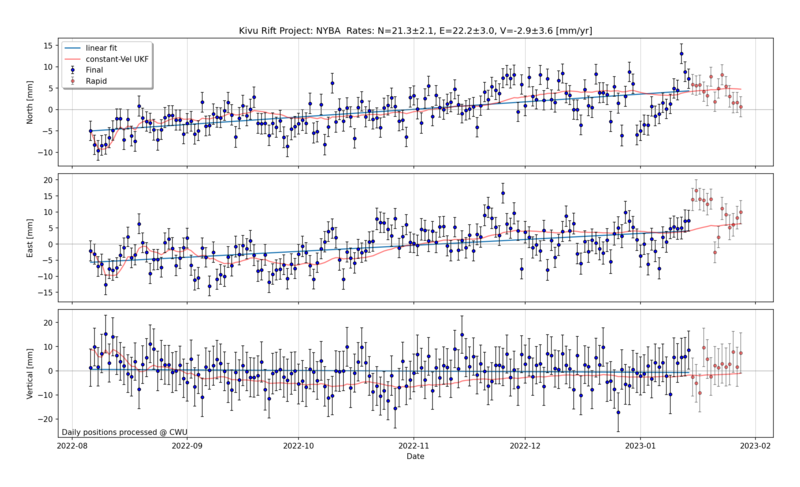 Kivu Rift Project: NYBA  Rates: N=21.3±2.1, E=22.2±3.0, V=-2.9±3.6 [mm/yr]
linear fit
constant-Vel UKF
Final
Rapid
North [mm]
15
10
5
0
−5
−10
East [mm]
20
15
10
5
0
−5
−10
−15
Vertical [mm]
20
10
0
−10
−20
Daily positions processed @ CWU
2022-08
2022-09
2022-10
2022-11
2022-12
2023-01
2023-02
Date